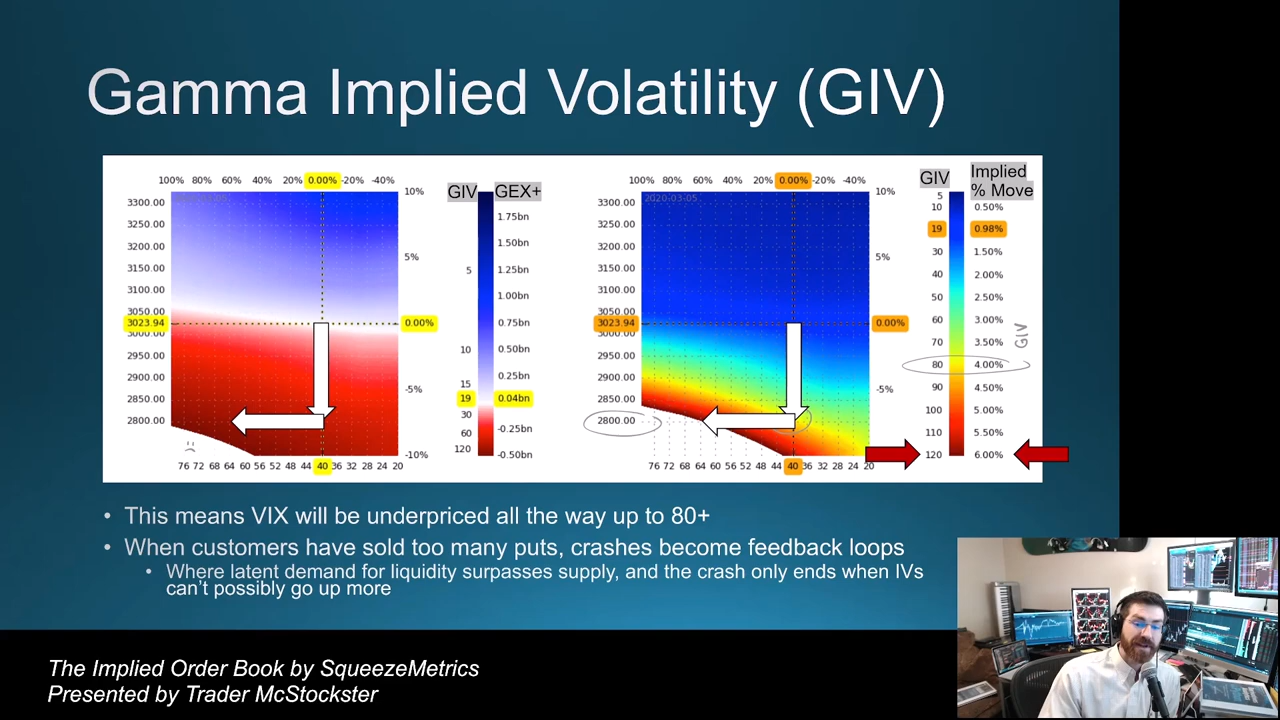 Gamma Implied Volatility (GIV)
100% 80% 60% 40% 20% 0.00% -20% -40%
10%
3300.00
3250.00
3200.00
5%
3150.00
3100.00
3050.00
3023.94 0.00%
3000.00
2950.00
2900.00
-5%
2850.00
2800.00
-10%
76 72 68 64 60 56 52 48 44 40 36 32 28 24 20
GIV GEX+
1.75bn
1.50bn
5 1.25bn
1.00bn
0.75bn
10 0.50bn
15 0.25bn
19 0.04bn
30 -0.25bn
60
120 -0.50bn
100% 80% 60% 40% 20% 0.00% -20% -40%
10%
2020-03-05
3300.00
3250.00
3200.00
5%
3150.00
3100.00
3050.00
3023.94 0.00%
3000.00
2950.00
2900.00
-5%
2850.00
2800.00
76 72 68 64 60 56 52 48 44 40 36 32 28 24 20
GIV Implied
% Move
5
10 0.50%
19 0.98%
30 1.50%
40 2.00%
50 2.50%
60 3.00%
70 3.50%
80 4.00%
90 4.50%
100 5.00%
110 5.50%
120 6.00%
GIV
• This means VIX will be underpriced all the way up to 80+
• When customers have sold too many puts, crashes become feedback loops
• Where latent demand for liquidity surpasses supply, and the crash only ends when IVs
can't possibly go up more
The Implied Order Book by SqueezeMetrics
Presented by Trader McStockster